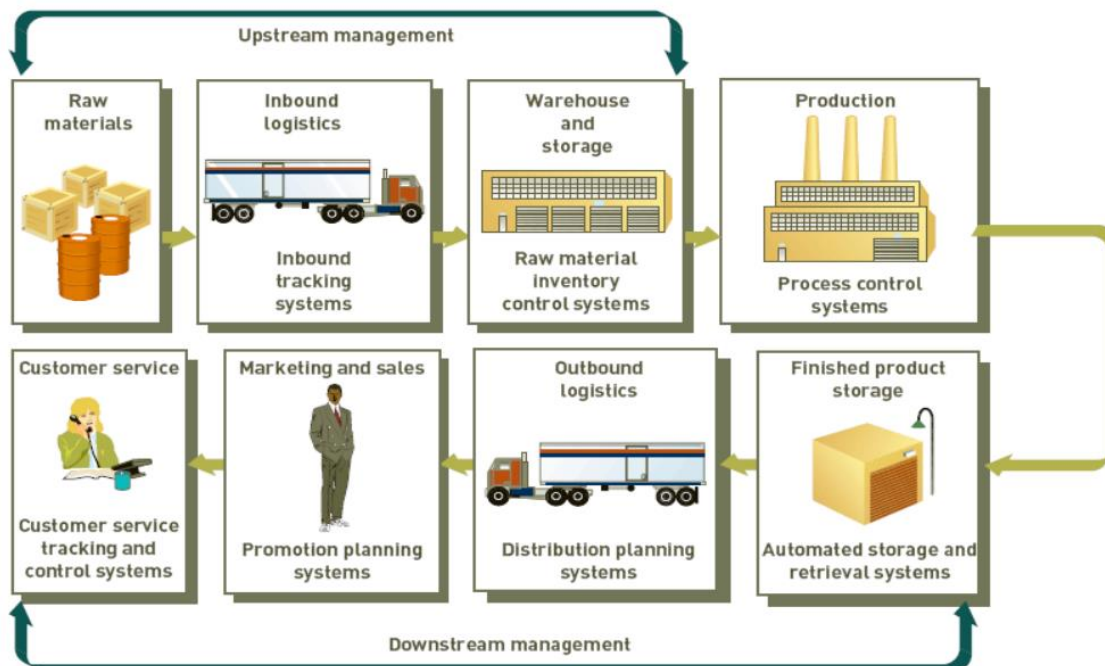 Upstream management
Raw
materials
Inbound
logistics
Inbound
tracking
systems
Warehouse
and
storage
Raw material
inventory
control systems
Production
Process control
systems
Customer service
Customer service
tracking and
control systems
Marketing and sales
Promotion planning
systems
Outbound
logistics
Distribution planning
systems
Finished product
storage
Automated storage and
retrieval systems
Downstream management